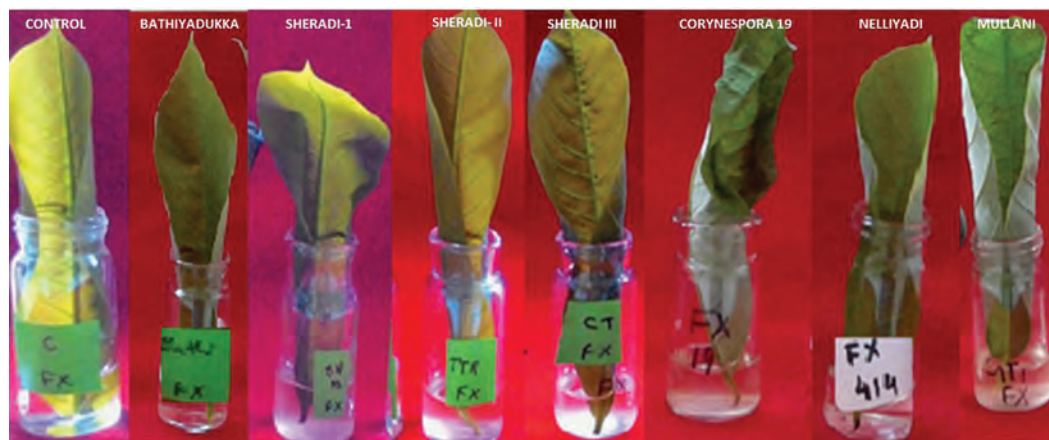 CONTROL
BATHIYADUKKA
SHERADI-1
SHERADI- II
SHERADI III
CORYNESPORA 19
NELLIYADI
MULLANI
C
FX
FX
FX
TTR
FX
CT
FX
FX
FX
19
FX
414
FX